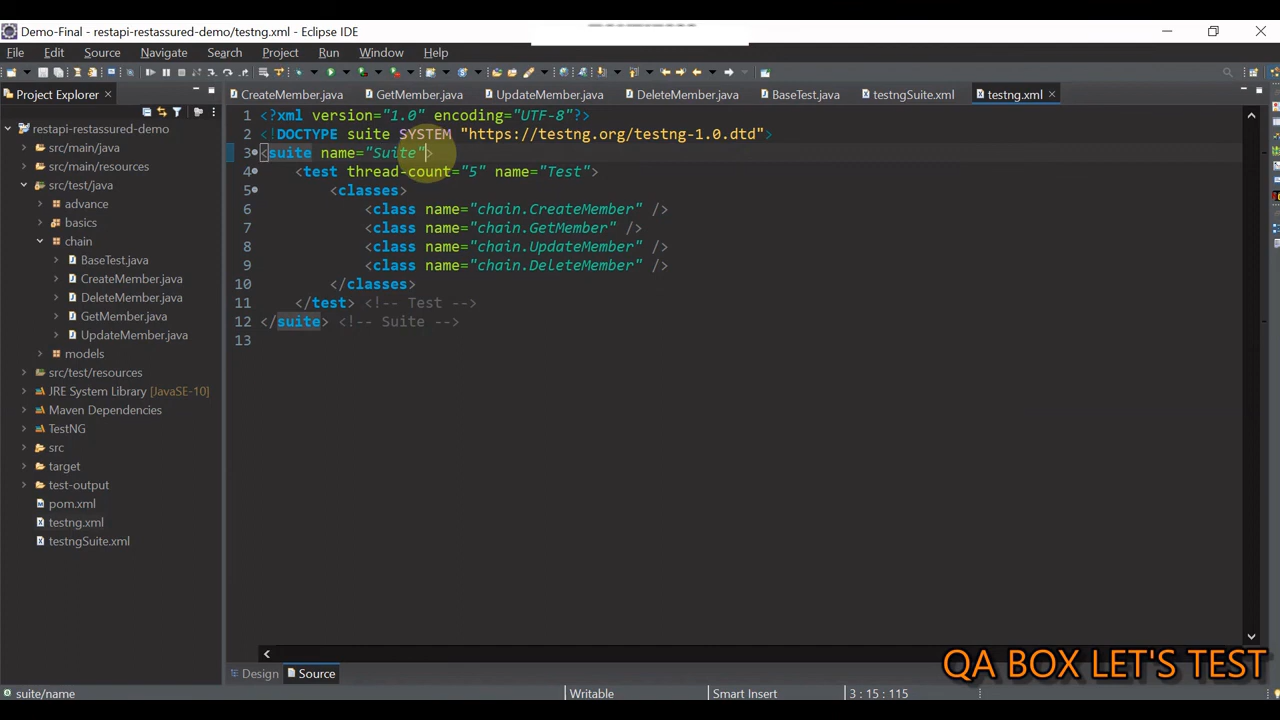 Demo-Final - restapi-restassured-demo/testng.xml - Eclipse IDE
File Edit Source Navigate Search Project Run Window Help
Project Explorer
CreateMember.java GetMember.java UpdateMember.java DeleteMember.java BaseTest.java testngSuite.xml testng.xml
restapi-restassured-demo
src/main/java
src/main/resources
src/test/java
advance
basics
chain
BaseTest.java
CreateMember.java
DeleteMember.java
GetMember.java
UpdateMember.java
models
src/test/resources
JRE System Library [JavaSE-10]
Maven Dependencies
TestNG
src
target
test-output
pom.xml
testng.xml
testngSuite.xml
1 <?xml version="1.0" encoding="UTF-8"?>
2 <!DOCTYPE suite SYSTEM "https://testng.org/testng-1.0.dtd">
3 <suite name="Suite">
4 <test thread-count="5" name="Test">
5 <classes>
6 <class name="chain.CreateMember" />
7 <class name="chain.GetMember" />
8 <class name="chain.UpdateMember" />
9 <class name="chain.DeleteMember" />
10 </classes>
11 </test> <!-- Test -->
12 </suite> <!-- Suite -->
13
Design Source
QA BOX LET'S TEST
suite/name Writable Smart Insert 3 : 15 : 115